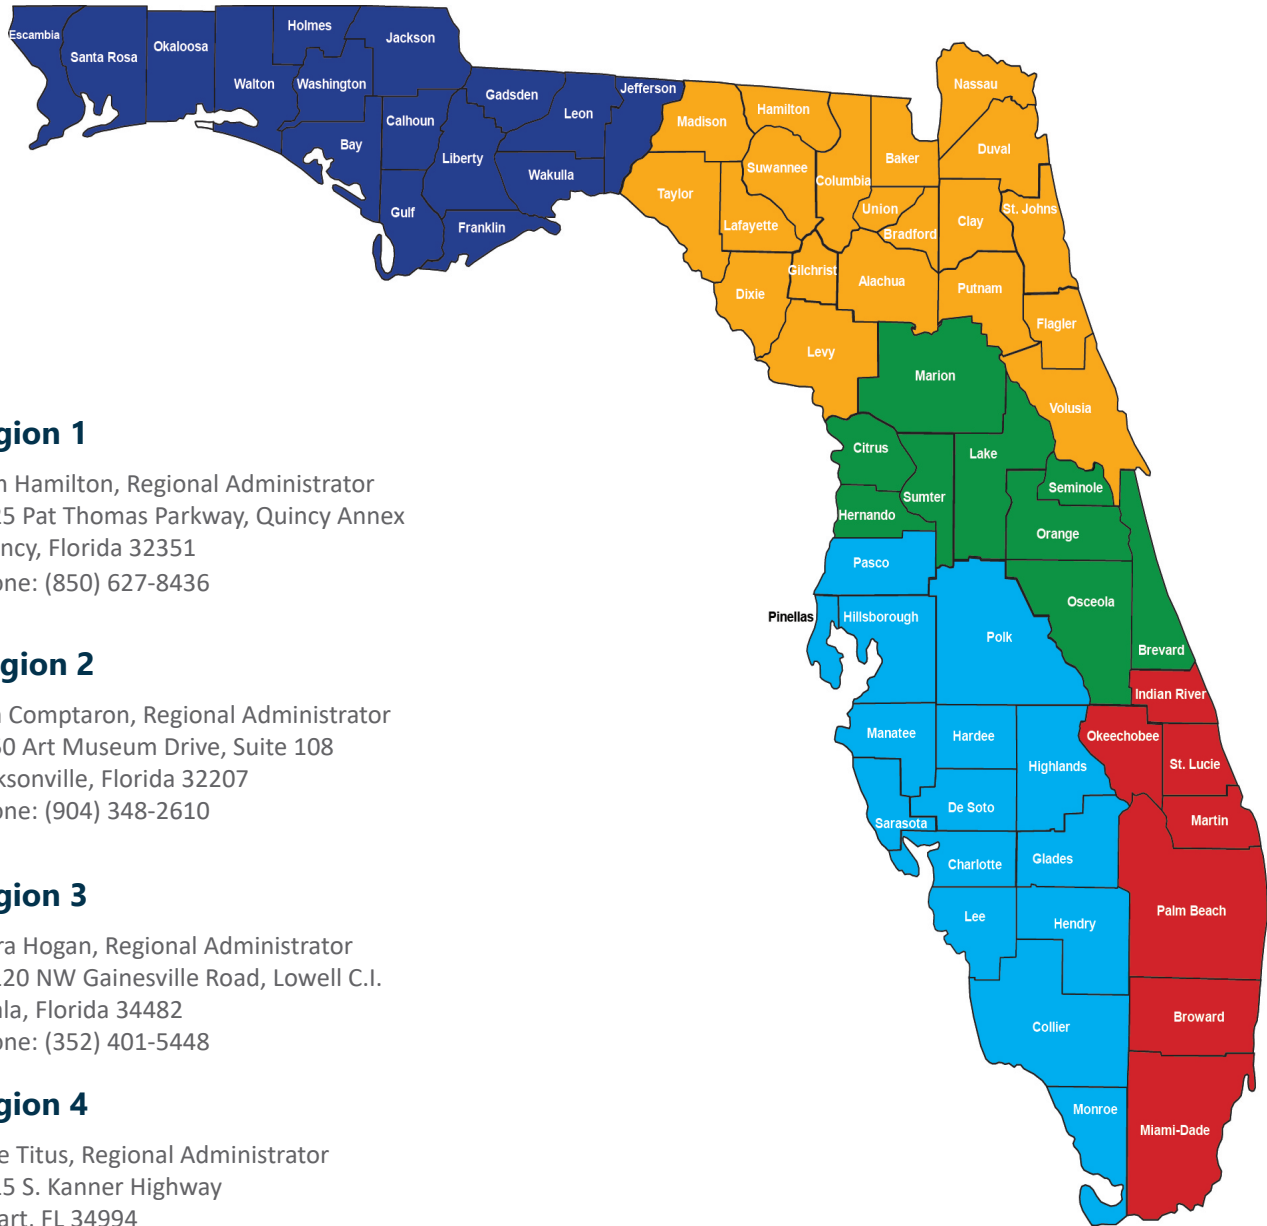 Escambia
Santa Rosa
Okaloosa
Walton
Holmes
Washington
Jackson
Bay
Calhoun
Gulf
Liberty
Gadsden
Franklin
Leon
Wakulla
Jefferson
Madison
Taylor
Hamilton
Suwannee
Lafayette
Dixie
Columbia
Gilchrist
Levy
Baker
Union
Bradford
Alachua
Nassau
Duval
Clay
St. Johns
Putnam
Flagler
Volusia
Marion
Citrus
Hernando
Sumter
Lake
Seminole
Orange
Osceola
Brevard
Pasco
Pinellas
Hillsborough
Polk
Manatee
Hardee
Highlands
Sarasota
De Soto
Charlotte
Glades
Lee
Hendry
Collier
Monroe
Indian River
Okeechobee
St. Lucie
Martin
Palm Beach
Broward
Miami-Dade
gion 1
Hamilton, Regional Administrator
25 Pat Thomas Parkway, Quincy Annex
ncy, Florida 32351
one: (850) 627-8436
gion 2
Comptaron, Regional Administrator
50 Art Museum Drive, Suite 108
ksonville, Florida 32207
one: (904) 348-2610
gion 3
ra Hogan, Regional Administrator
120 NW Gainesville Road, Lowell C.I.
ala, Florida 34482
one: (352) 401-5448
gion 4
e Titus, Regional Administrator
15 S. Kanner Highway
art, FL 34994